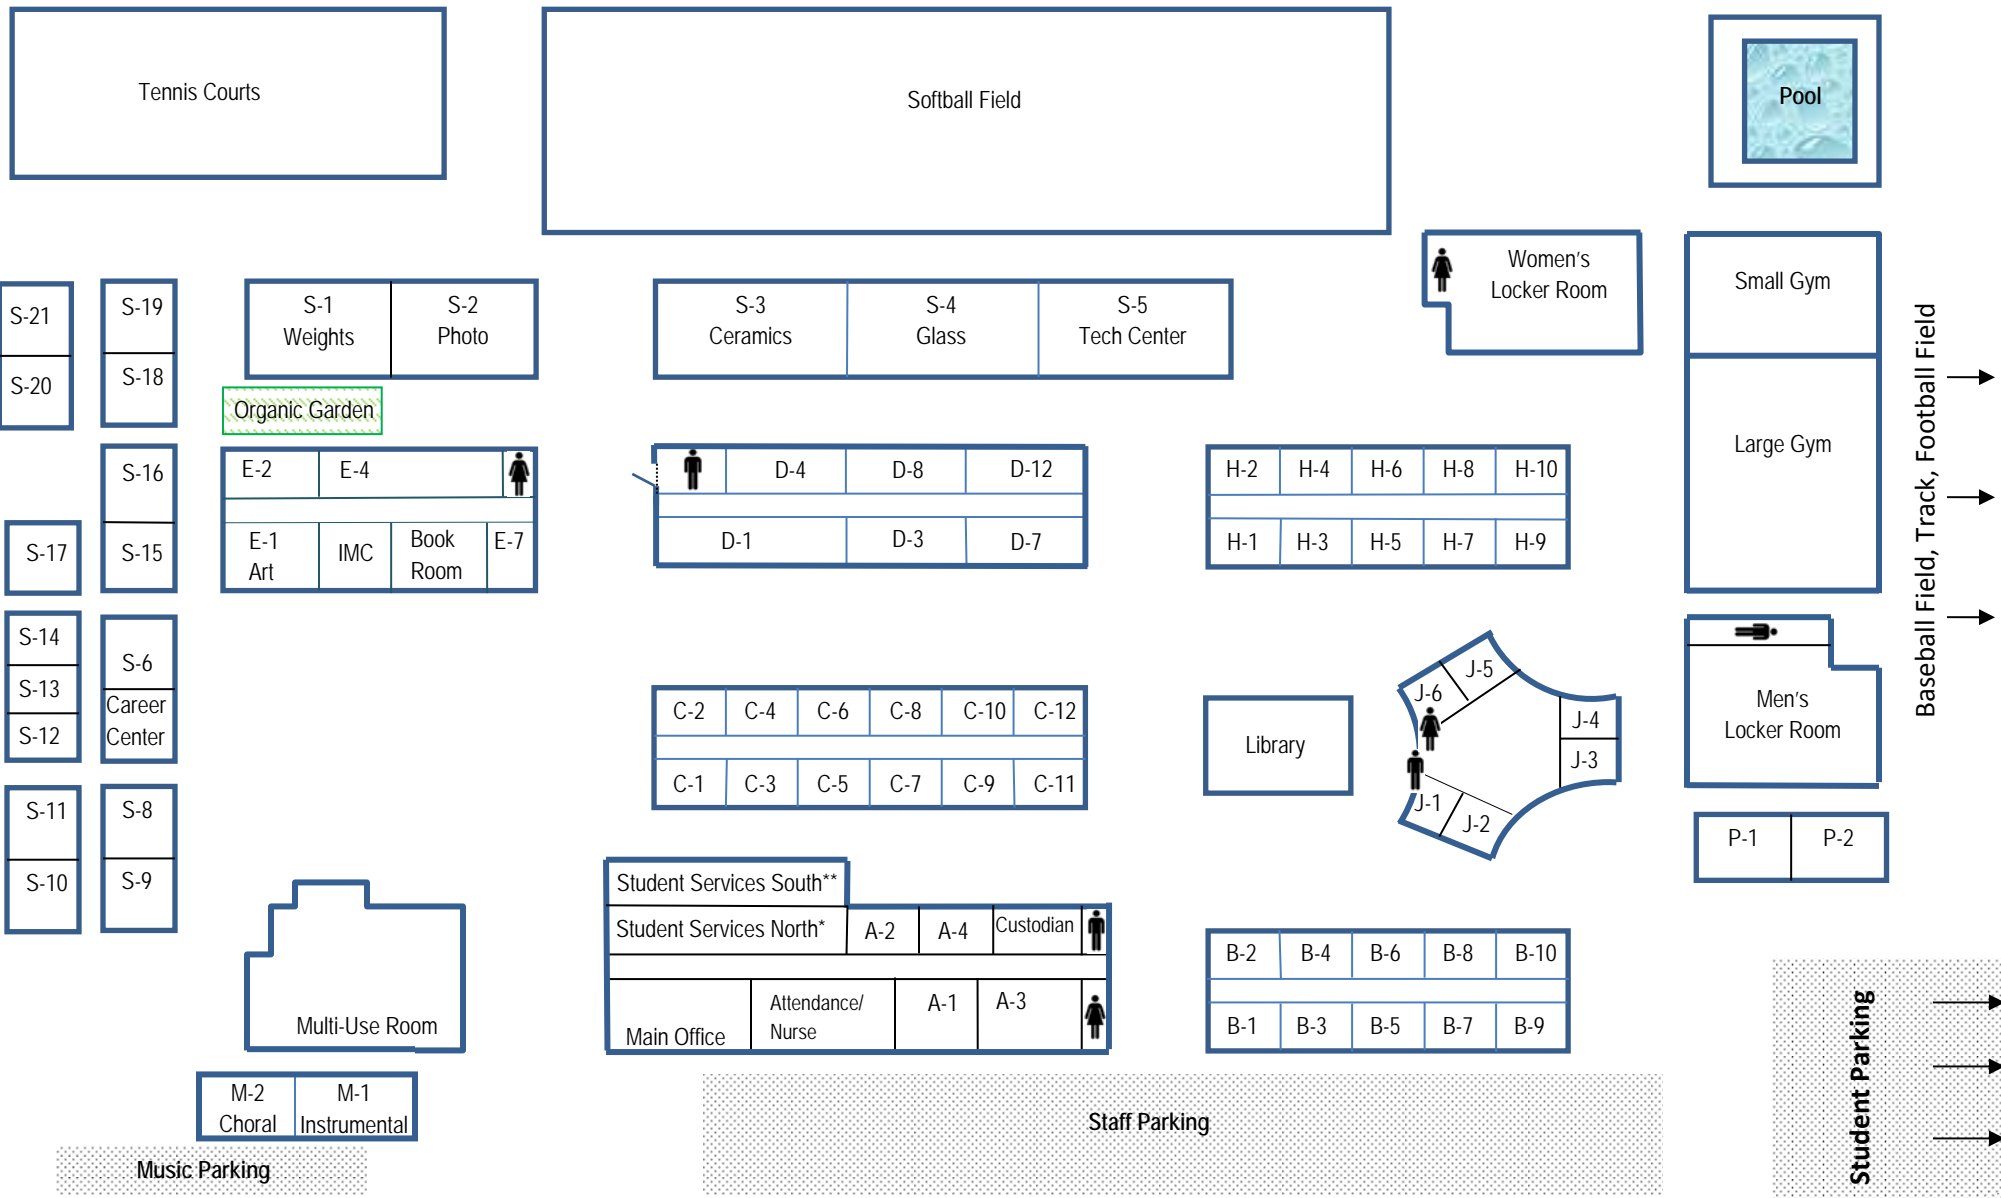 Tennis Courts
Softball Field
Pool
Women's
Locker Room
Small Gym
Large Gym
Baseball Field, Track, Football Field
S-21
S-20
S-19
S-18
S-1
Weights
S-2
Photo
S-3
Ceramics
S-4
Glass
S-5
Tech Center
Organic Garden
S-16
S-15
S-17
E-2
E-4
E-1
Art
IMC
Book
Room
E-7
D-4
D-8
D-12
D-1
D-3
D-7
H-2
H-4
H-6
H-8
H-10
H-1
H-3
H-5
H-7
H-9
S-14
S-13
S-12
S-6
Career
Center
C-2
C-4
C-6
C-8
C-10
C-12
C-1
C-3
C-5
C-7
C-9
C-11
Library
J-6
J-5
J-4
J-3
J-1
J-2
Men's
Locker Room
P-1
P-2
S-11
S-10
S-8
S-9
Multi-Use Room
Student Services South**
Student Services North*
A-2
A-4
Custodian
Main Office
Attendance/
Nurse
A-1
A-3
B-2
B-4
B-6
B-8
B-10
B-1
B-3
B-5
B-7
B-9
M-2
Choral
M-1
Instrumental
Music Parking
Staff Parking
Student Parking